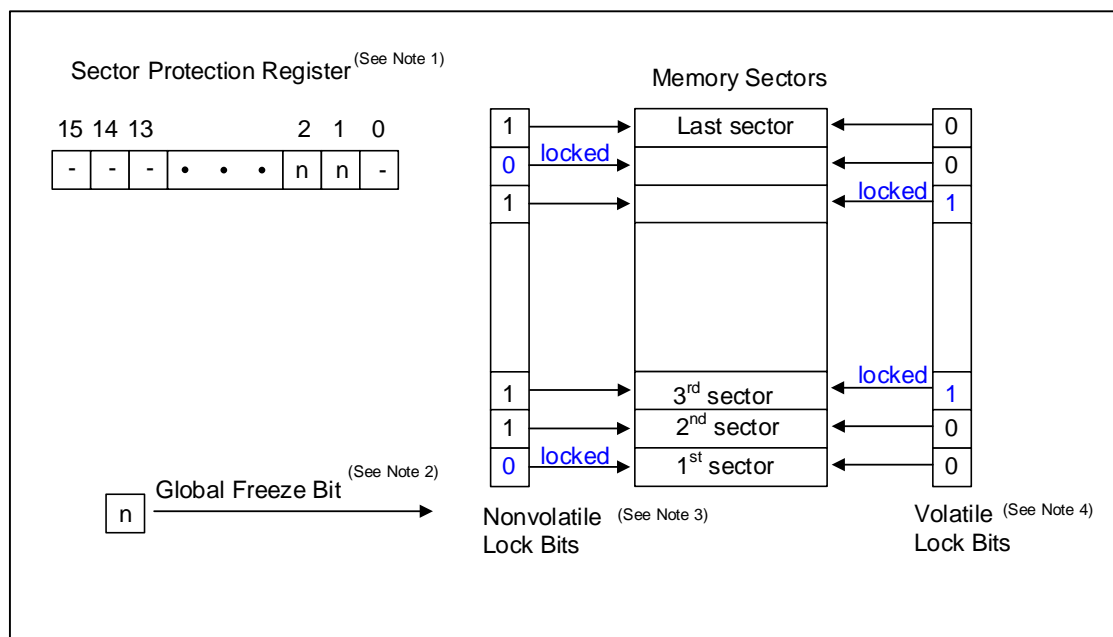 Sector Protection Register (See Note 1)
15 14 13 2 1 0
- - - • • • n n -
Memory Sectors
1 Last sector 0
0 locked 0
1 locked 1
1 3rd sector locked 1
1 2nd sector 0
0 locked 1st sector 0
n Global Freeze Bit (See Note 2)
Nonvolatile (See Note 3)
Lock Bits
Volatile (See Note 4)
Lock Bits